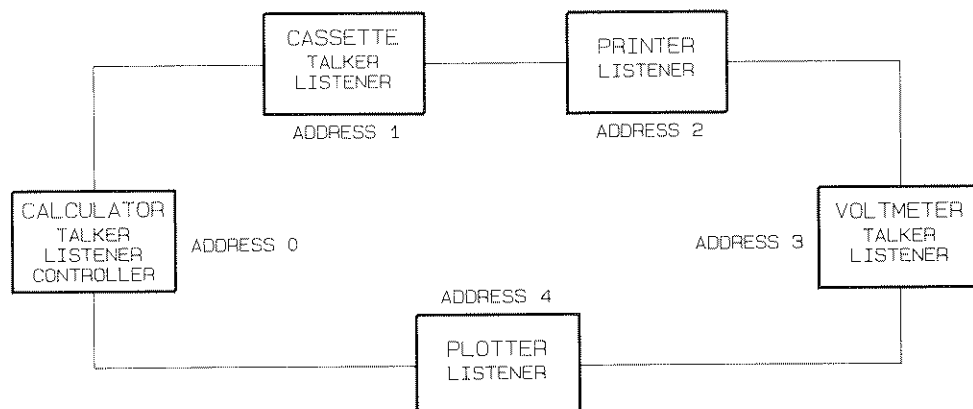 CASSETTE
TALKER
LISTENER
ADDRESS 1
PRINTER
LISTENER
ADDRESS 2
CALCULATOR
TALKER
LISTENER
CONTROLLER
ADDRESS 0
VOLTMETER
TALKER
LISTENER
ADDRESS 3
ADDRESS 4
PLOTTER
LISTENER